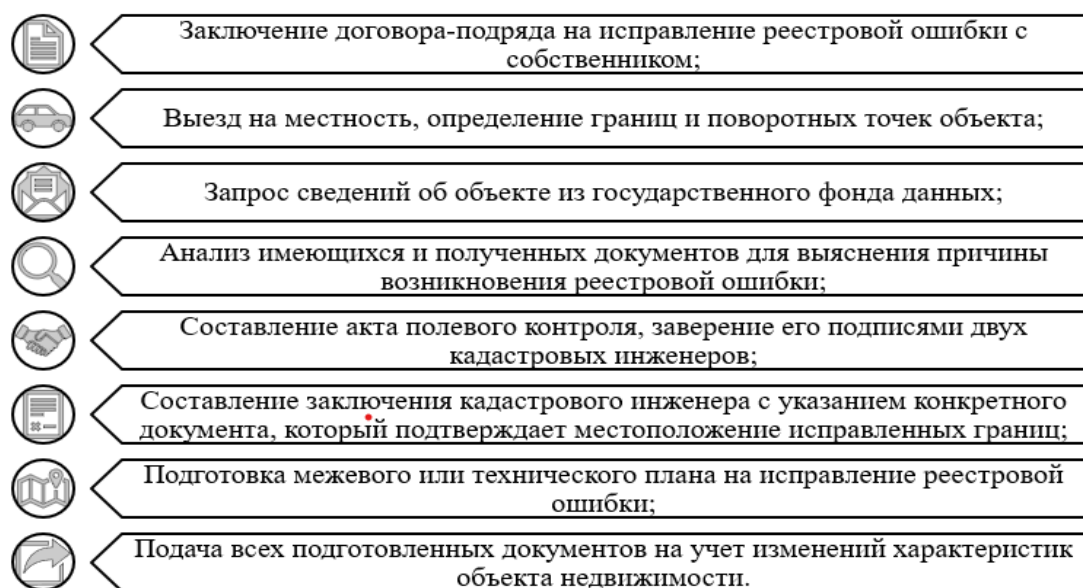 Заключение договора-подряда на исправление реестровой ошибки с
собственником;
Выезд на местность, определение границ и поворотных точек объекта;
Запрос сведений об объекте из государственного фонда данных;
Анализ имеющихся и полученных документов для выяснения причины
возникновения реестровой ошибки;
Составление акта полевого контроля, заверение его подписями двух
кадастровых инженеров;
Составление заключения кадастрового инженера с указанием конкретного
документа, который подтверждает местоположение исправленных границ;
Подготовка межевого или технического плана на исправление реестровой
ошибки;
Подача всех подготовленных документов на учет изменений характеристик
объекта недвижимости.